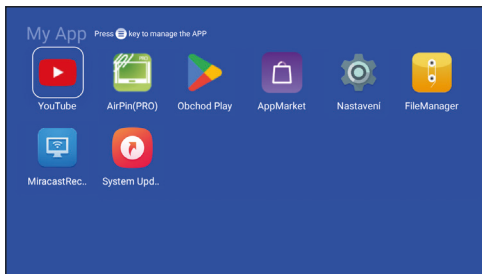 My App Press key to manage the APP
YouTube AirPin(PRO) Obchod Play AppMarket Nastavení FileManager
MiracastRec.. System Upd..